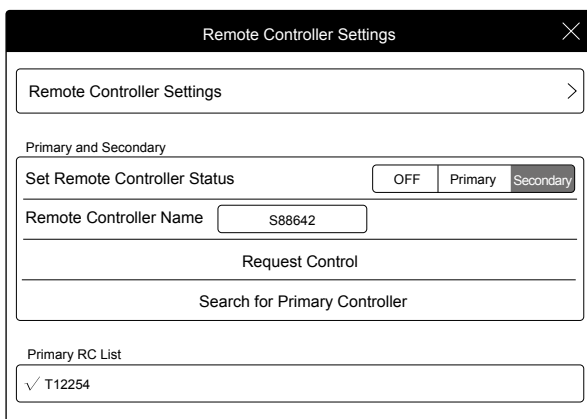 Remote Controller Settings
Remote Controller Settings
Primary and Secondary
Set Remote Controller Status OFF Primary Secondary
Remote Controller Name S88642
Request Control
Search for Primary Controller
Primary RC List
√ T12254